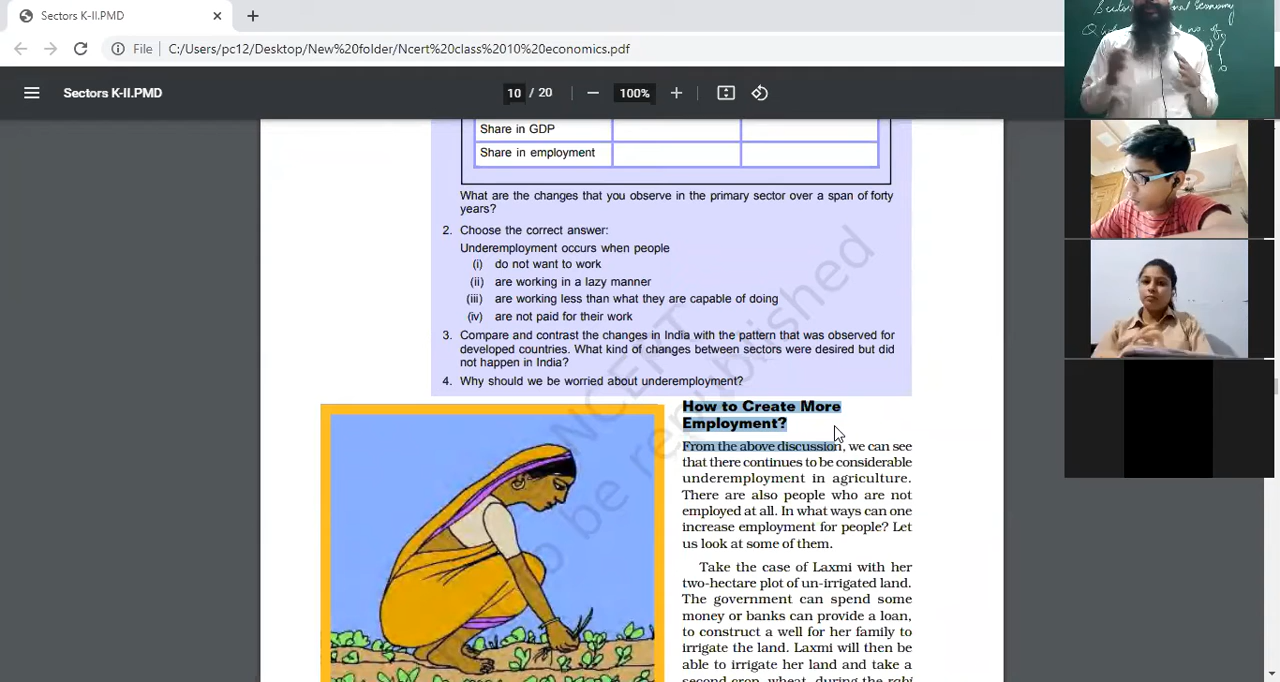 Sectors K-II.PMD
File
C:/Users/pc12/Desktop/New%20folder/Ncert%20class%2010%20economics.pdf
Sectors K-II.PMD
10 / 20
100%
Share in GDP
Share in employment
What are the changes that you observe in the primary sector over a span of forty
years?
2. Choose the correct answer:
Underemployment occurs when people
(i) do not want to work
(ii) are working in a lazy manner
(iii) are working less than what they are capable of doing
(iv) are not paid for their work
3. Compare and contrast the changes in India with the pattern that was observed for
developed countries. What kind of changes between sectors were desired but did
not happen in India?
4. Why should we be worried about underemployment?
How to Create More
Employment?
From the above discussion, we can see
that there continues to be considerable
underemployment in agriculture.
There are also people who are not
employed at all. In what ways can one
increase employment for people? Let
us look at some of them.
Take the case of Laxmi with her
two-hectare plot of un-irrigated land.
The government can spend some
money or banks can provide a loan,
to construct a well for her family to
irrigate the land. Laxmi will then be
able to irrigate her land and take a
second crop, wheat, during the rabi
NCERT
be republished